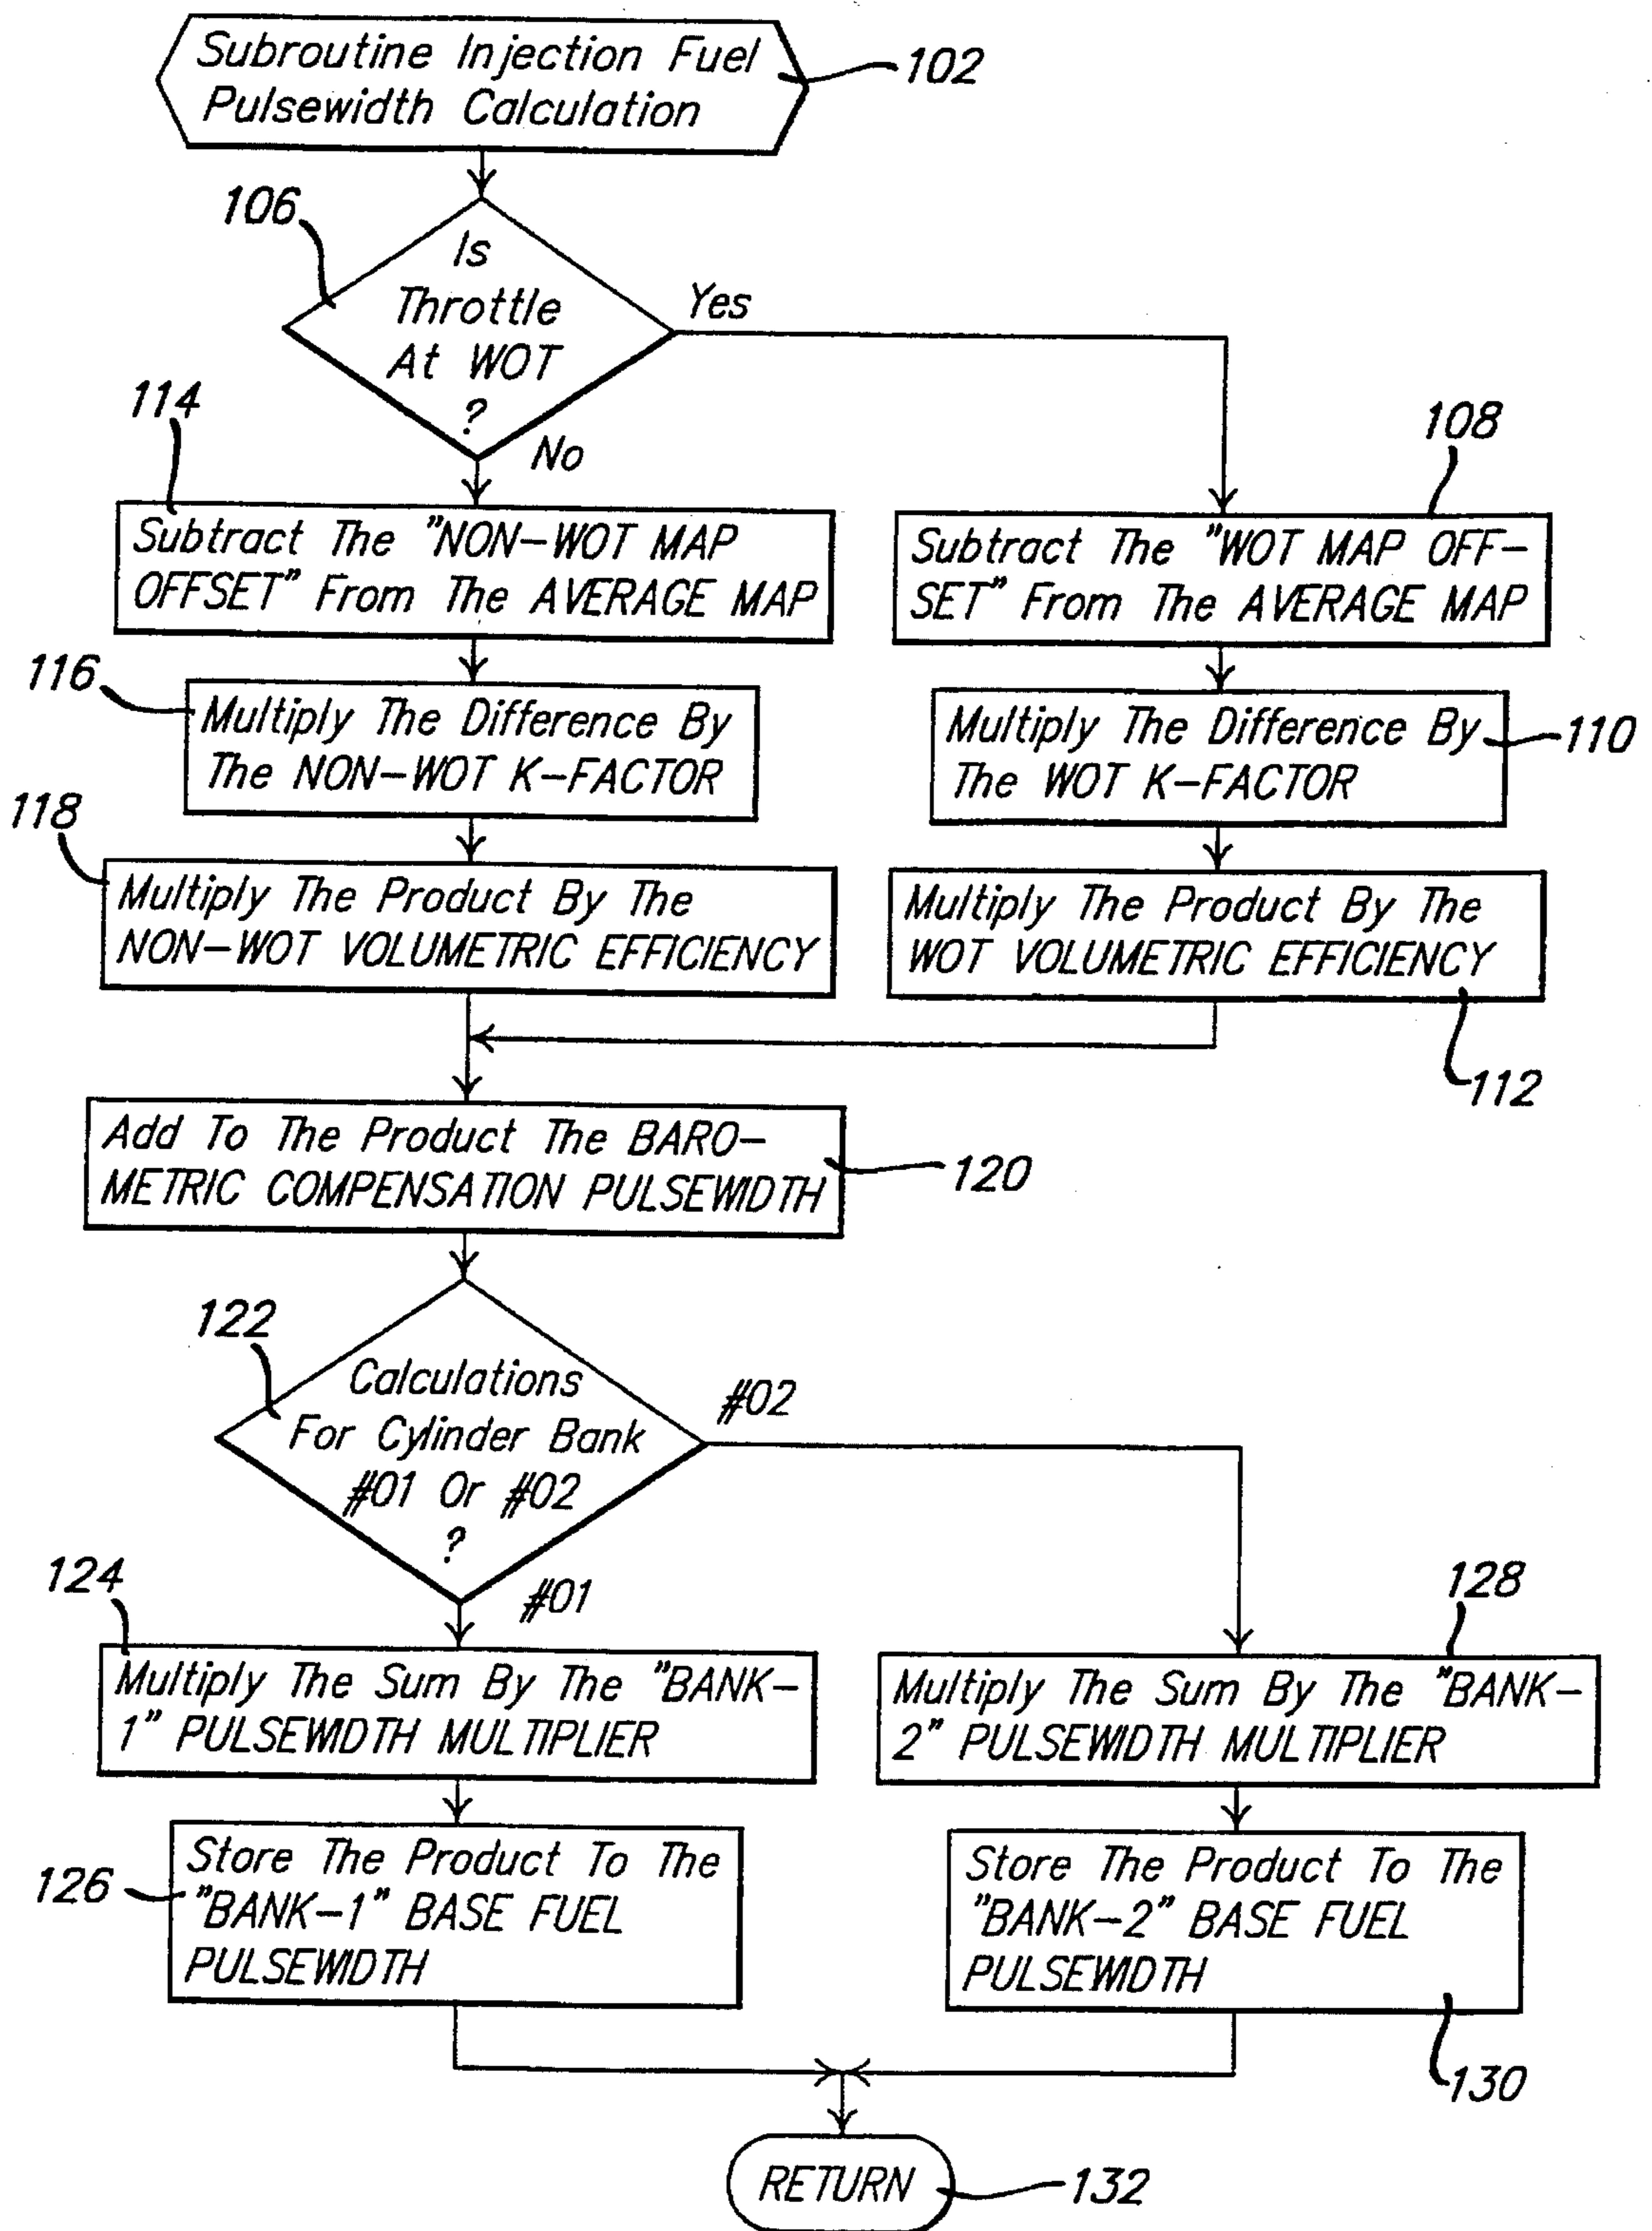 Subroutine Injection Fuel
Pulsewidth Calculation
102
106
Is
Throttle
At WOT
?
Yes
No
114
Subtract The "NON-WOT MAP
OFFSET" From The AVERAGE MAP
108
Subtract The "WOT MAP OFF-
SET" From The AVERAGE MAP
116
Multiply The Difference By
The NON-WOT K-FACTOR
Multiply The Difference By
The WOT K-FACTOR
110
118
Multiply The Product By The
NON-WOT VOLUMETRIC EFFICIENCY
Multiply The Product By The
WOT VOLUMETRIC EFFICIENCY
112
Add To The Product The BARO-
METRIC COMPENSATION PULSEWIDTH
120
122
Calculations
For Cylinder Bank
#01 Or #02
?
#02
#01
124
Multiply The Sum By The "BANK-
1" PULSEWIDTH MULTIPLIER
128
Multiply The Sum By The "BANK-
2" PULSEWIDTH MULTIPLIER
126
Store The Product To The
"BANK-1" BASE FUEL
PULSEWIDTH
Store The Product To The
"BANK-2" BASE FUEL
PULSEWIDTH
130
RETURN
132